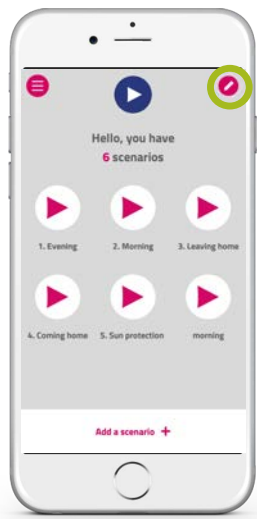 Hello, you have
6 scenarios
1. Evening 2. Morning 3. Leaving home
4. Coming home 5. Sun protection morning
Add a scenario +